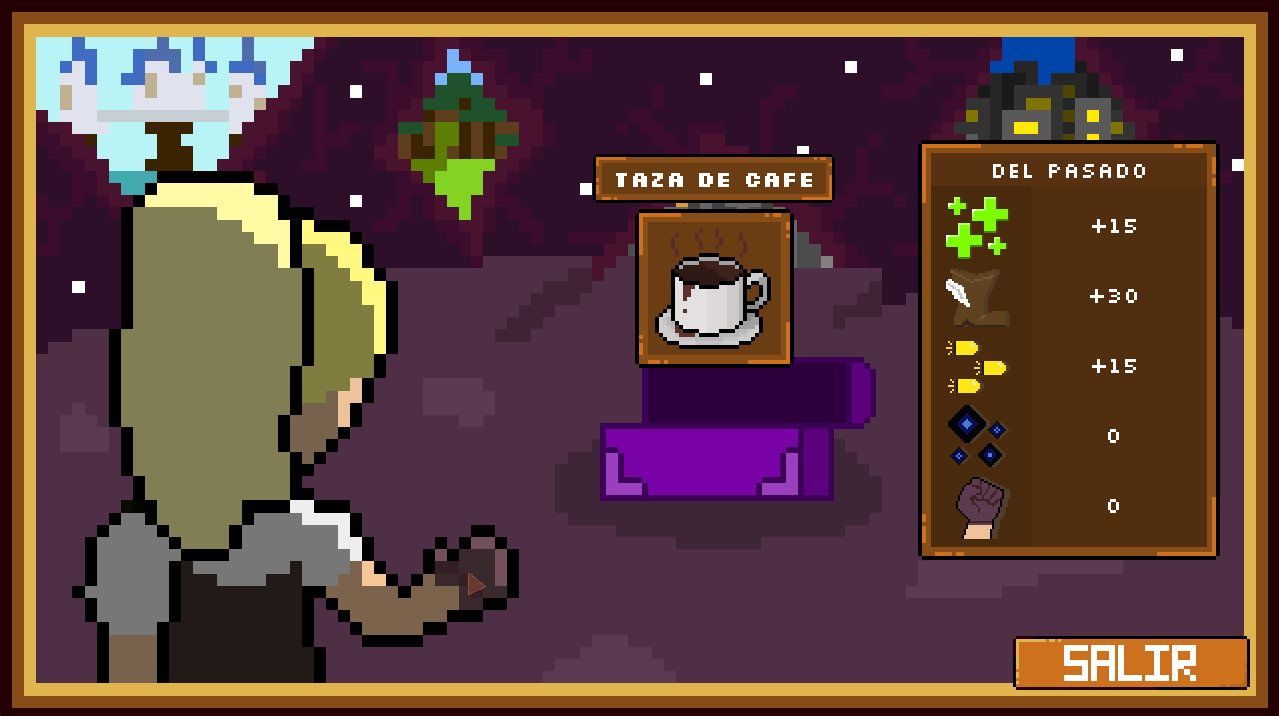 TAZA DE CAFE
DEL PASADO
+15
+30
+15
0
0
SALIR